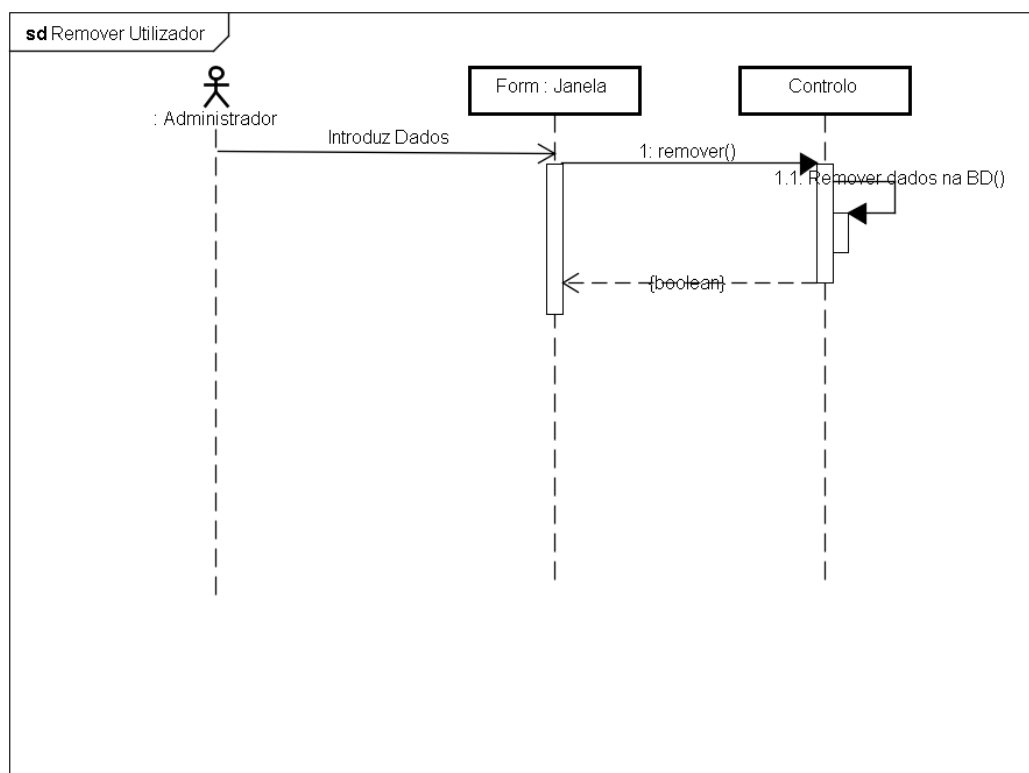 sd Remover Utilizador
: Administrador
Form : Janela
Controlo
Introduz Dados
1: remover()
1.1: Remover dados na BD()
{boolean}